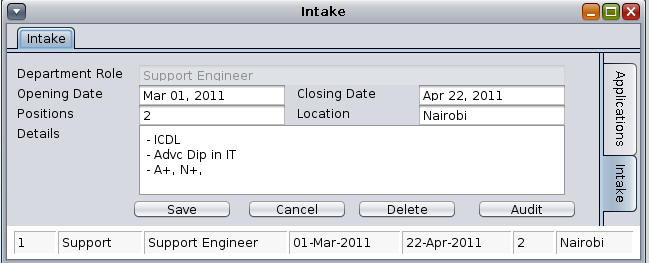 Intake
Intake
Department Role Support Engineer
Opening Date Mar 01, 2011 Closing Date Apr 22, 2011
Positions 2 Location Nairobi
Details
- ICDL
- Advc Dip in IT
- A+, N+,
Save Cancel Delete Audit
Applications
Intake
1 Support Support Engineer 01-Mar-2011 22-Apr-2011 2 Nairobi